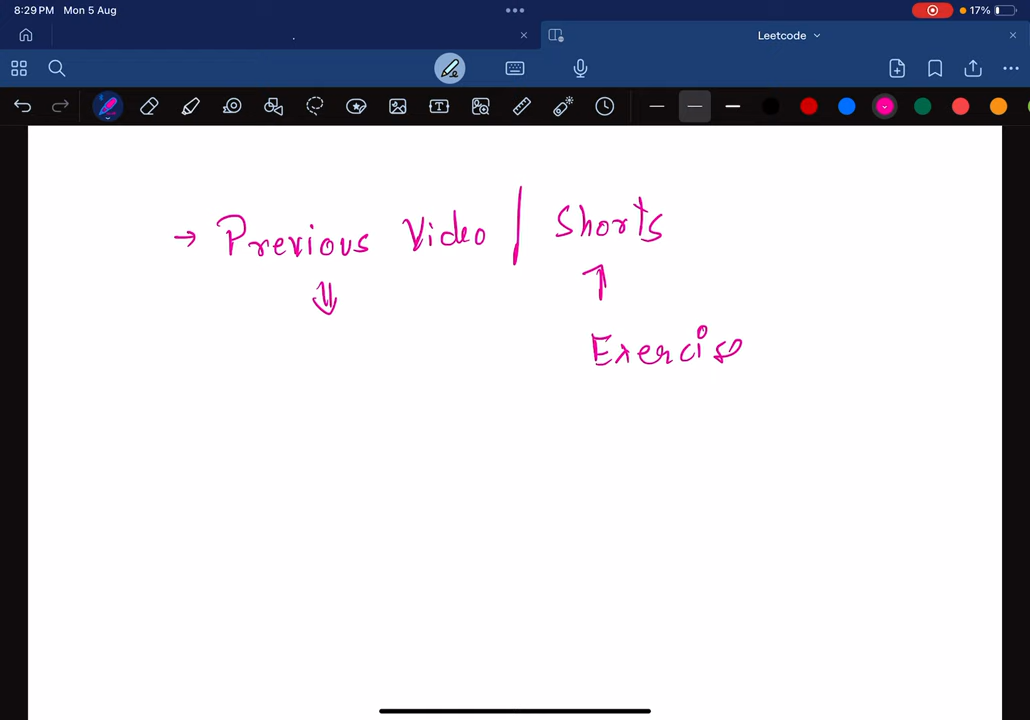 8:29 PM Mon 5 Aug
17%
Leetcode
→ Previous Video | Shorts
Exercise